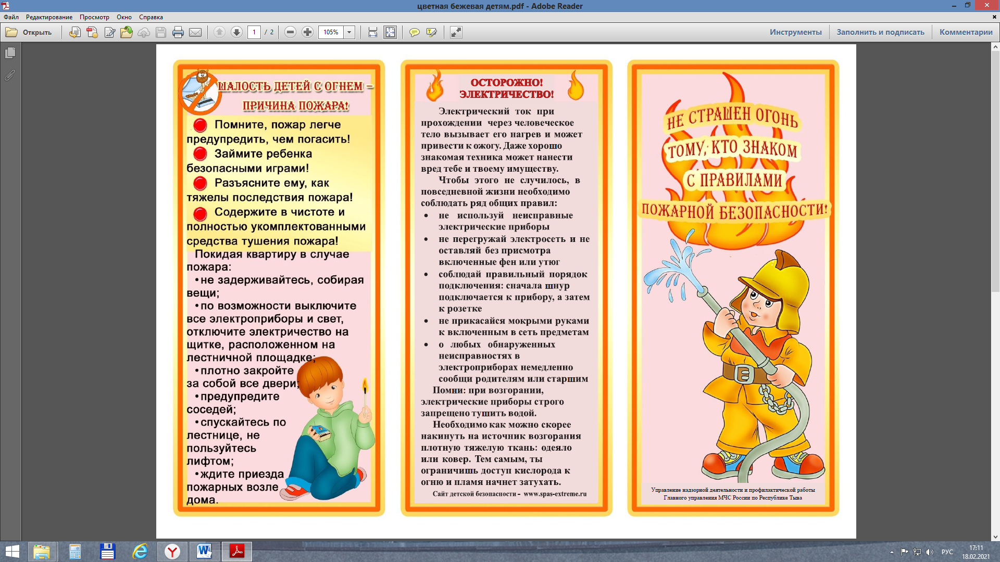 цветная бежевая детям.pdf - Adobe Reader
Файл Редактирование Просмотр Окно Справка
Открыть 1 / 2 105% Инструменты Заполнить и подписать Комментарии
ШАЛОСТЬ ДЕТЕЙ С ОГНЕМ –
ПРИЧИНА ПОЖАРА!
Помните, пожар легче
предупредить, чем погасить!
Займите ребенка
безопасными играми!
Разъясните ему, как
тяжелы последствия пожара!
Содержите в чистоте и
полностью укомплектованными
средства тушения пожара!
Покидая квартиру в случае
пожара:
•не задерживайтесь, собирая
вещи;
•по возможности выключите
все электроприборы и свет,
отключите электричество на
щитке, расположенном на
лестничной площадке;
•плотно закройте
за собой все двери;
•предупредите
соседей;
•спускайтесь по
лестнице, не
пользуйтесь
лифтом;
•ждите приезда
пожарных возле
дома.
ОСТОРОЖНО!
ЭЛЕКТРИЧЕСТВО!
Электрический ток при
прохождении через человеческое
тело вызывает его нагрев и может
привести к ожогу. Даже хорошо
знакомая техника может нанести
вред тебе и твоему имуществу.
Чтобы этого не случилось, в
повседневной жизни необходимо
соблюдать ряд общих правил:
• не используй неисправные
электрические приборы
• не перегружай электросеть и не
оставляй без присмотра
включенные фен или утюг
• соблюдай правильный порядок
подключения: сначала шнур
подключается к прибору, а затем
к розетке
• не прикасайся мокрыми руками
к включенным в сеть предметам
• о любых обнаруженных
неисправностях в
электроприборах немедленно
сообщи родителям или старшим
Помни: при возгорании,
электрические приборы строго
запрещено тушить водой.
Необходимо как можно скорее
накинуть на источник возгорания
плотную тяжелую ткань: одеяло
или ковер. Тем самым, ты
ограничишь доступ кислорода к
огню и пламя начнет затухать.
Сайт детской безопасности – www.spas-extreme.ru
НЕ СТРАШЕН ОГОНЬ
ТОМУ, КТО ЗНАКОМ
С ПРАВИЛАМИ
ПОЖАРНОЙ БЕЗОПАСНОСТИ!
Управление надзорной деятельности и профилактической работы
Главного управления МЧС России по Республике Тыва
РУС
17:11
18.02.2021